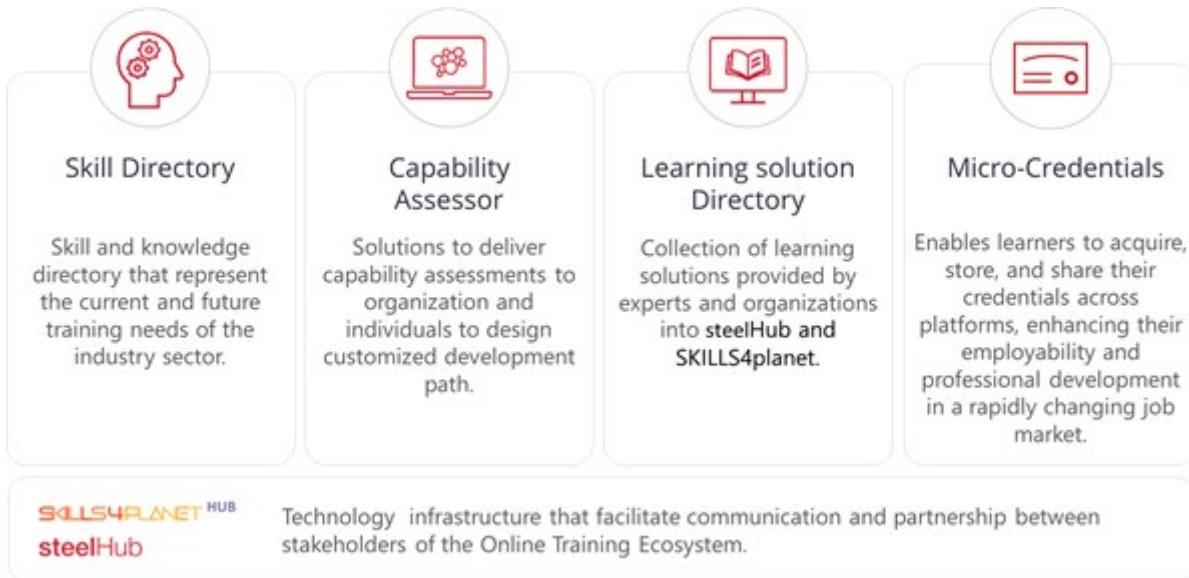 Skill Directory
Skill and knowledge
directory that represent
the current and future
training needs of the
industry sector.
Capability
Assessor
Solutions to deliver
capability assessments to
organization and
individuals to design
customized development
path.
Learning solution
Directory
Collection of learning
solutions provided by
experts and organizations
into steelHub and
SKILLS4planet.
Micro-Credentials
Enables learners to acquire,
store, and share their
credentials across
platforms, enhancing their
employability and
professional development
in a rapidly changing job
market.
SKILLS4PLANET HUB
steelHub
Technology infrastructure that facilitate communication and partnership between
stakeholders of the Online Training Ecosystem.